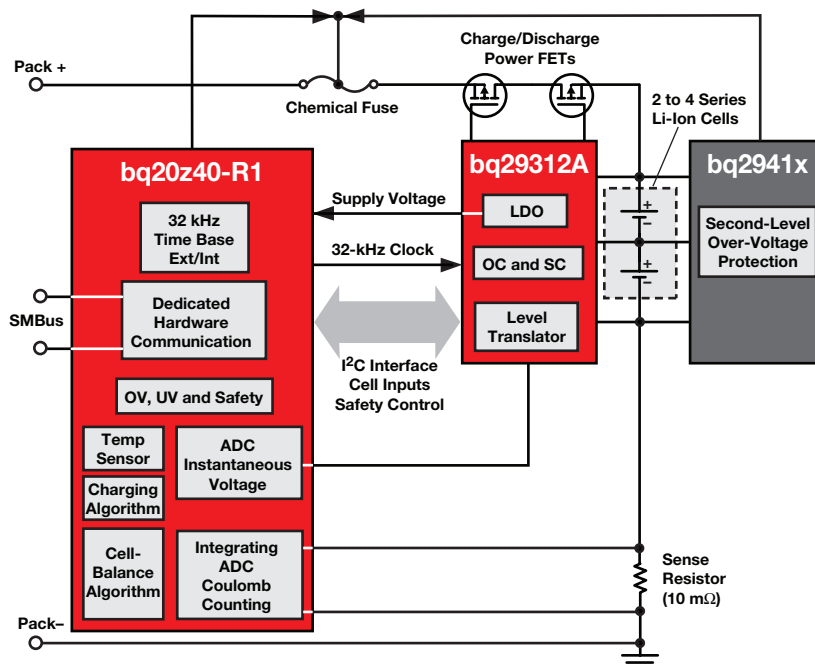 Charge/Discharge
Power FETs
Pack +
Chemical Fuse
2 to 4 Series
Li-Ion Cells
bq20z40-R1
bq29312A
bq2941x
Supply Voltage
LDO
32 kHz
Time Base
Ext/Int
Second-Level
Over-Voltage
Protection
32-kHz Clock
OC and SC
SMBus
Dedicated
Hardware
Communication
Level
Translator
I²C Interface
Cell Inputs
Safety Control
OV, UV and Safety
Temp
Sensor
ADC
Instantaneous
Voltage
Charging
Algorithm
Cell-
Balance
Algorithm
Integrating
ADC
Coulomb
Counting
Sense
Resistor
(10 mΩ)
Pack–
+
–
+
–